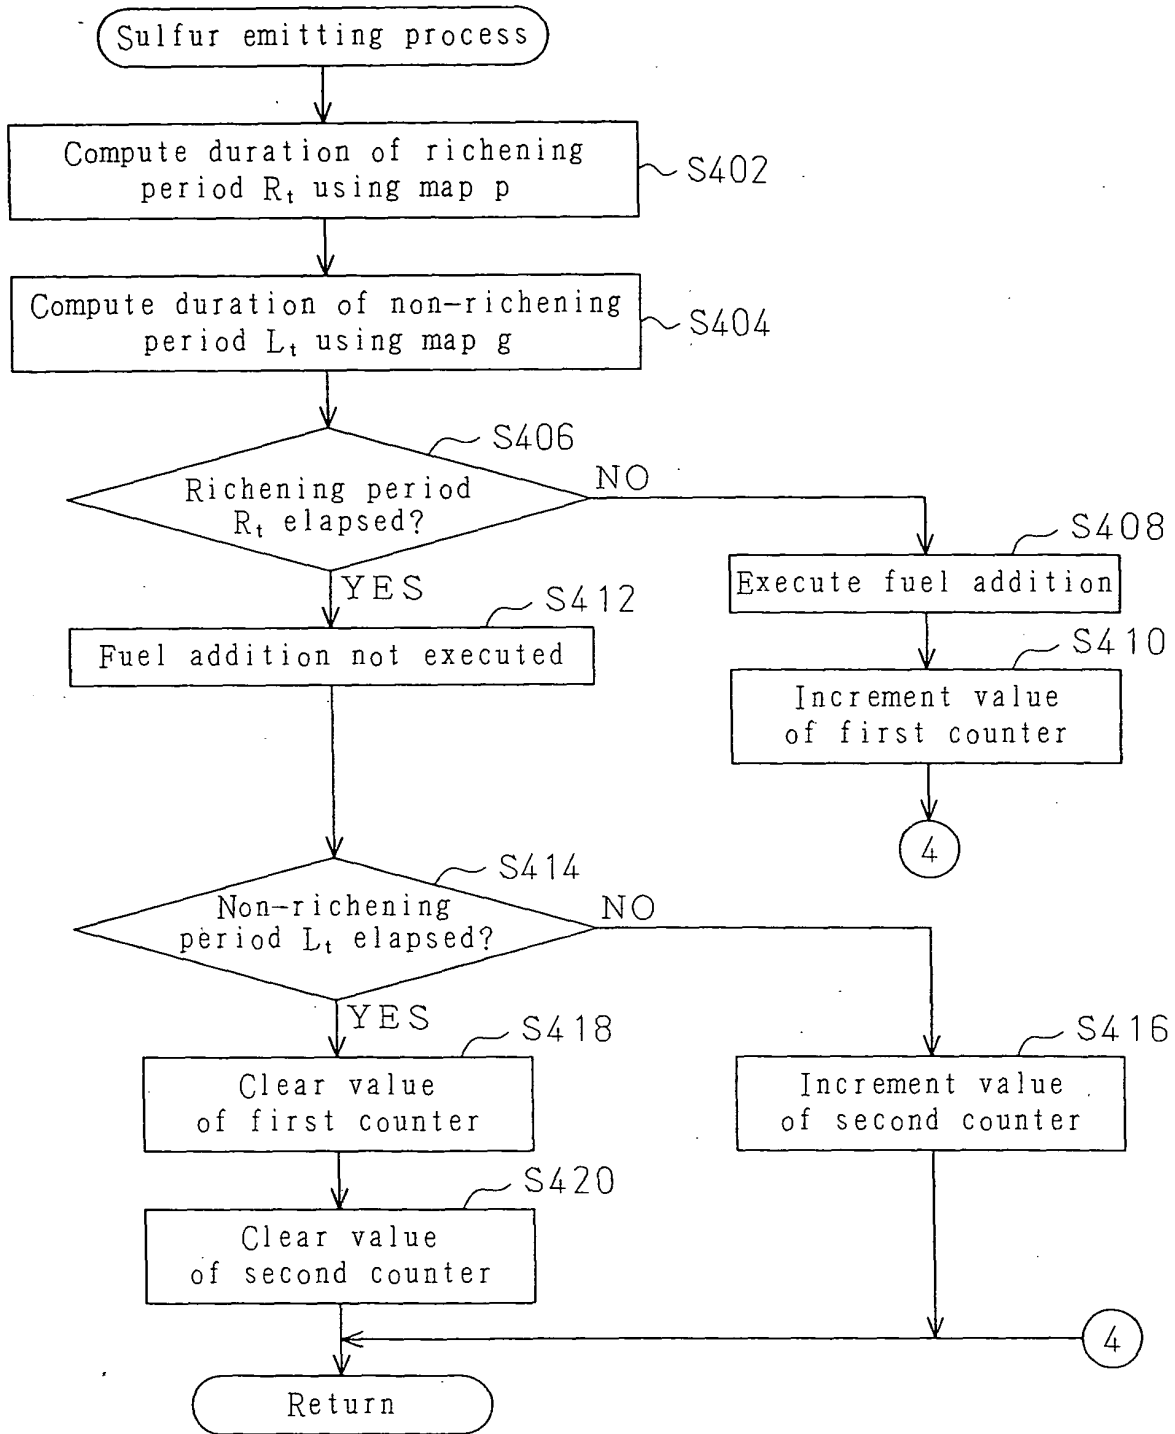 Sulfur emitting process
Compute duration of richening
period Rt using map p
S402
Compute duration of non-richening
period Lt using map g
S404
S406
Richening period
Rt elapsed?
NO
YES
S408
Execute fuel addition
S412
Fuel addition not executed
S410
Increment value
of first counter
4
S414
Non-richening
period Lt elapsed?
NO
YES
S418
Clear value
of first counter
S416
Increment value
of second counter
S420
Clear value
of second counter
4
Return